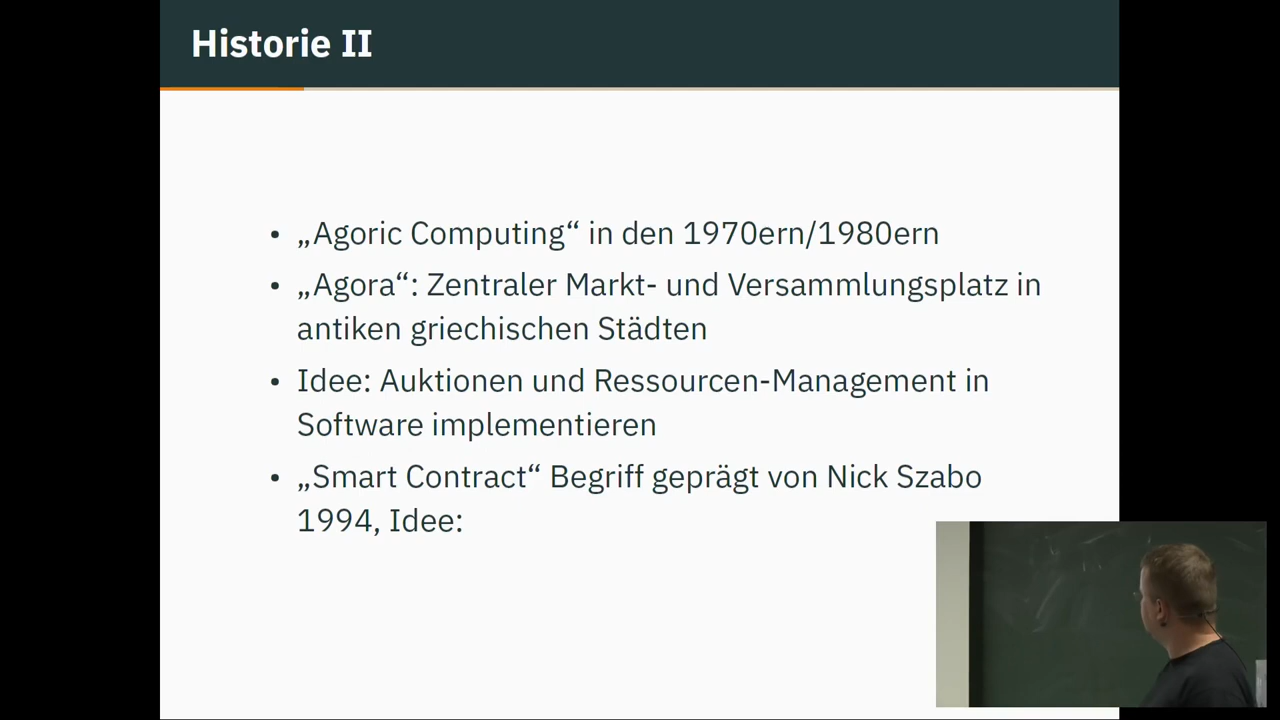 Historie II
• „Agoric Computing“ in den 1970ern/1980ern
• „Agora“: Zentraler Markt- und Versammlungsplatz in
antiken griechischen Städten
• Idee: Auktionen und Ressourcen-Management in
Software implementieren
• „Smart Contract“ Begriff geprägt von Nick Szabo
1994, Idee: